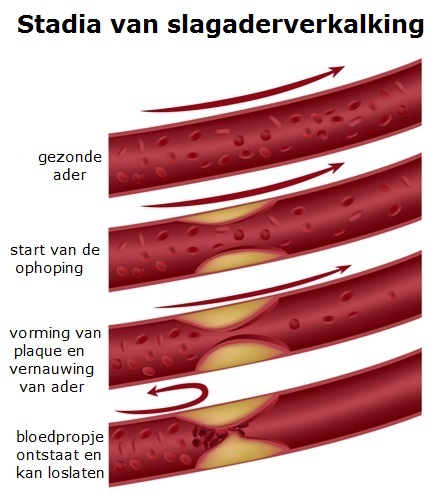 Stadia van slagaderverkalking
gezonde
ader
start van de
ophoping
vorming van
plaque en
vernauwing
van ader
bloedpropje
ontstaat en
kan loslaten